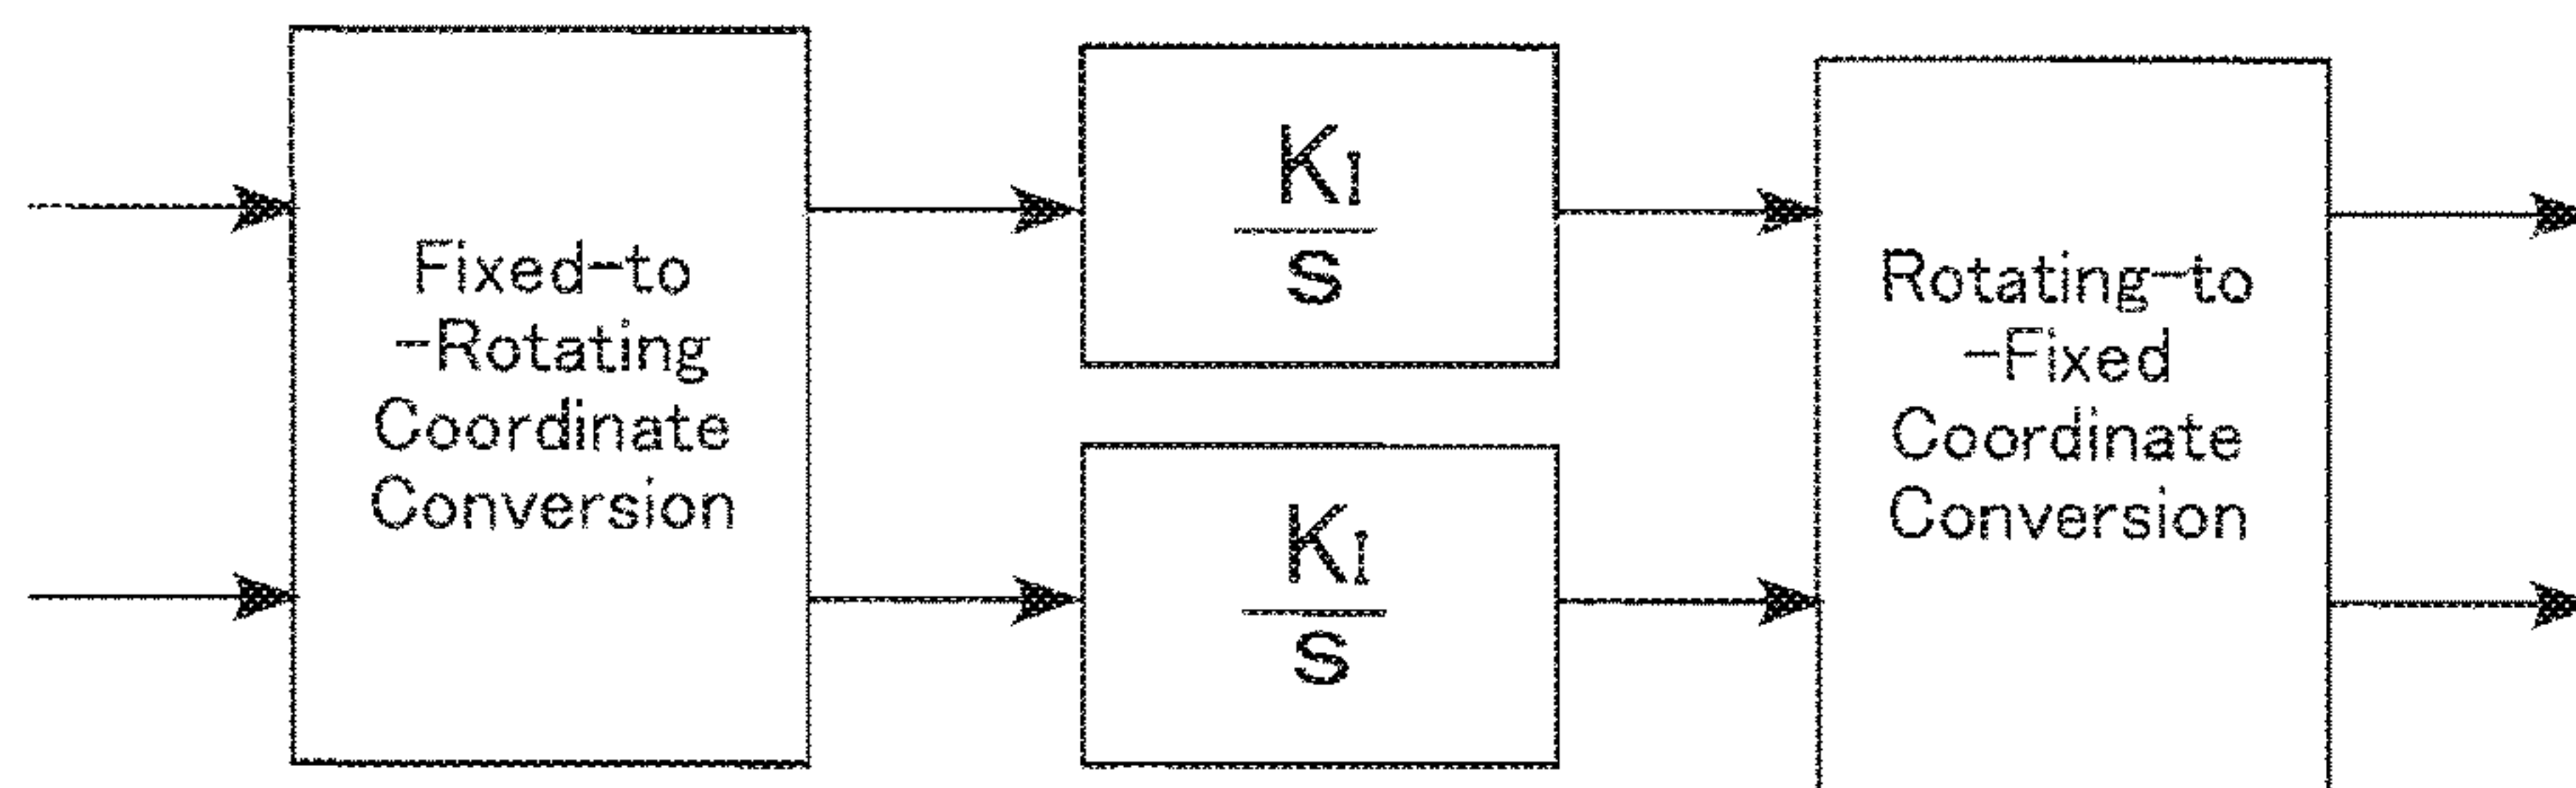 Fixed-to
-Rotating
Coordinate
Conversion
KI
S
KI
S
Rotating-to
-Fixed
Coordinate
Conversion